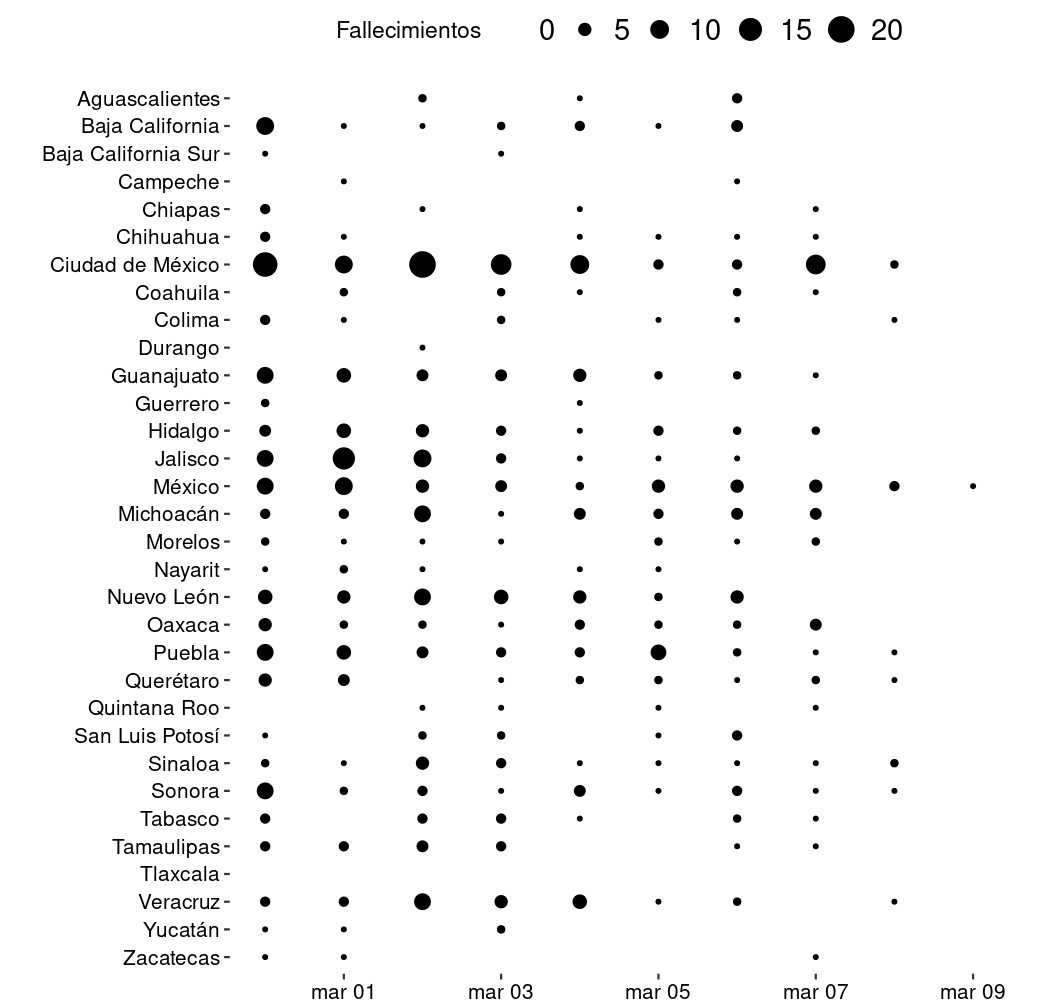 Fallecimientos 0 5 10 15 20
Aguascalientes
Baja California
Baja California Sur
Campeche
Chiapas
Chihuahua
Ciudad de México
Coahuila
Colima
Durango
Guanajuato
Guerrero
Hidalgo
Jalisco
México
Michoacán
Morelos
Nayarit
Nuevo León
Oaxaca
Puebla
Querétaro
Quintana Roo
San Luis Potosí
Sinaloa
Sonora
Tabasco
Tamaulipas
Tlaxcala
Veracruz
Yucatán
Zacatecas
mar 01 mar 03 mar 05 mar 07 mar 09